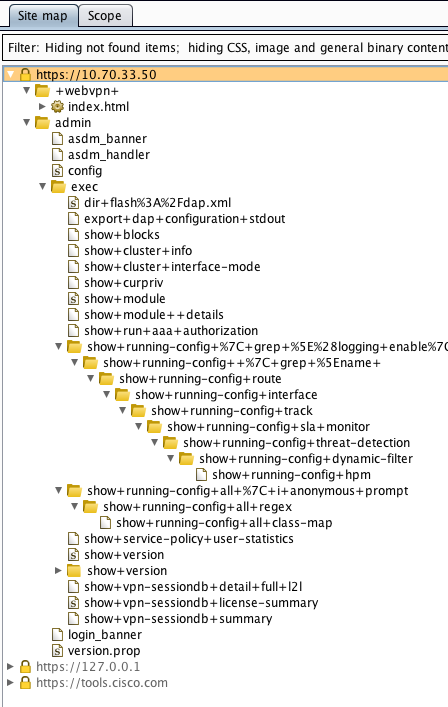 Site map Scope
Filter: Hiding not found items; hiding CSS, image and general binary content
https://10.70.33.50
+webvpn+
index.html
admin
asdm_banner
asdm_handler
config
exec
dir+flash%3A%2Fdap.xml
export+dap+configuration+stdout
show+blocks
show+cluster+info
show+cluster+interface-mode
show+curpriv
show+module
show+module++details
show+run+aaa+authorization
show+running-config+%7C+grep+%5E%28logging+enable%7C
show+running-config++%7C+grep+%5Ename+
show+running-config+route
show+running-config+interface
show+running-config+track
show+running-config+sla+monitor
show+running-config+threat-detection
show+running-config+dynamic-filter
show+running-config+hpm
show+running-config+all+%7C+i+anonymous+prompt
show+running-config+all+regex
show+running-config+all+class-map
show+service-policy+user-statistics
show+version
show+version
show+vpn-sessiondb+detail+full+l2l
show+vpn-sessiondb+license-summary
show+vpn-sessiondb+summary
login_banner
version.prop
https://127.0.0.1
https://tools.cisco.com